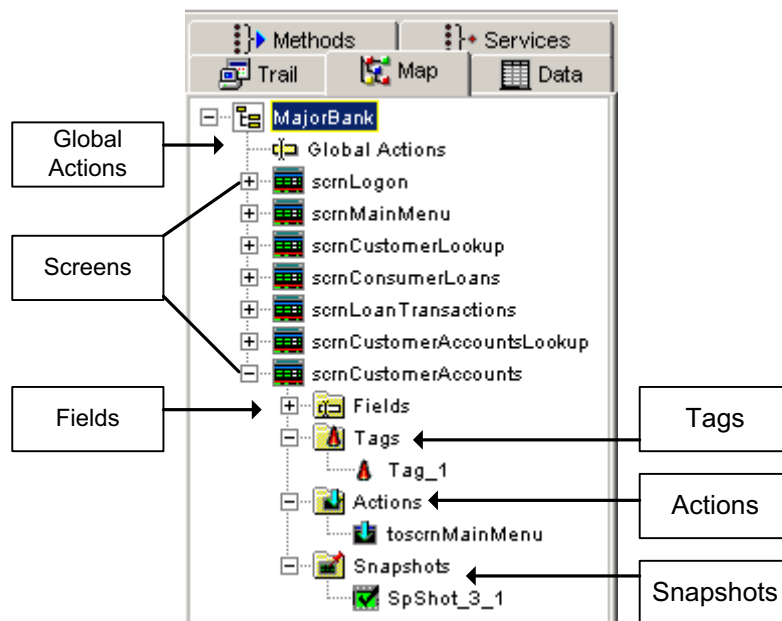 Methods Services
Trail Map Data
MajorBank
Global Actions
Global Actions
scrnLogon
scrnMainMenu
Screens
scrnCustomerLookup
scrnConsumerLoans
scrnLoanTransactions
scrnCustomerAccountsLookup
scrnCustomerAccounts
Fields
Fields
Tags
Tags
Tag_1
Actions
Actions
toscrnMainMenu
Snapshots
Snapshots
SpShot_3_1